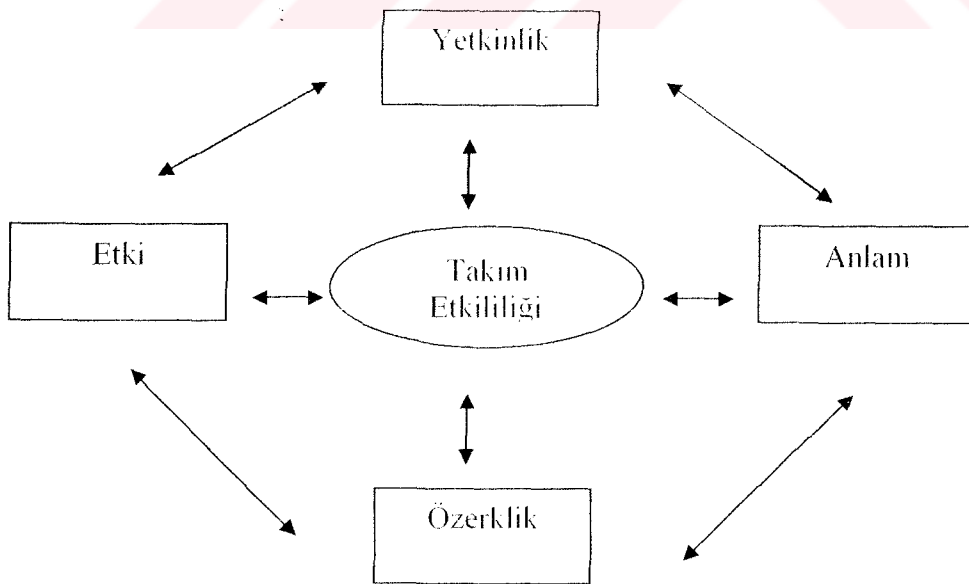 Yetkinlik
Etki
Takım
Etkililiği
Anlam
Özerklik